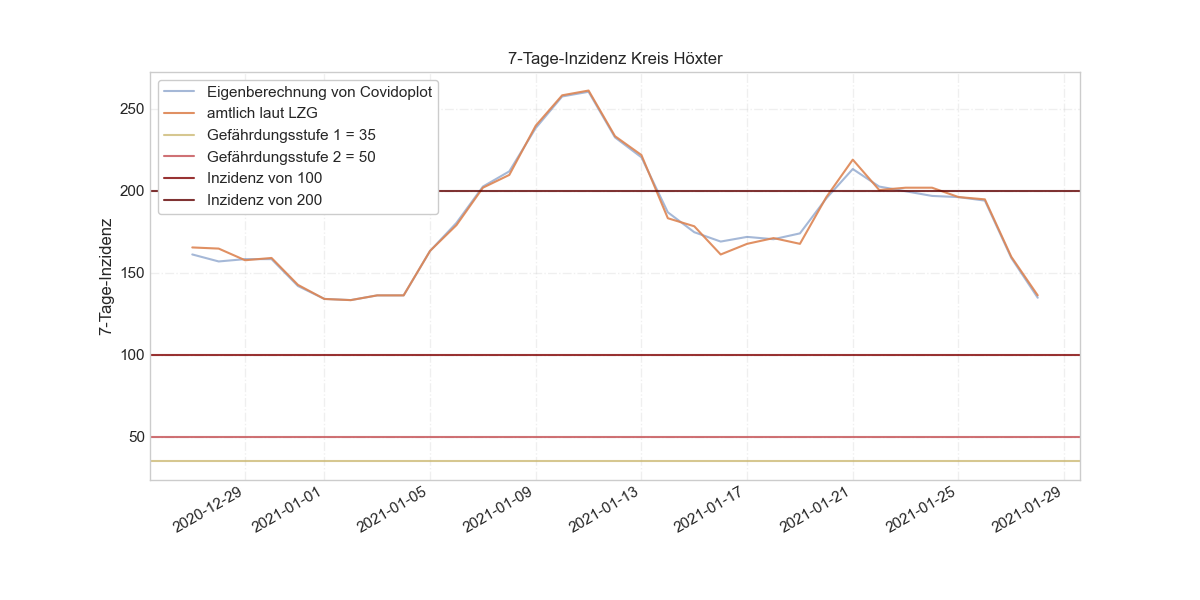 7-Tage-Inzidenz Kreis Höxter
Eigenberechnung von Covidoplot
amtlich laut LZG
Gefährdungsstufe 1 = 35
Gefährdungsstufe 2 = 50
Inzidenz von 100
Inzidenz von 200
7-Tage-Inzidenz
250
200
150
100
50
2020-12-29
2021-01-01
2021-01-05
2021-01-09
2021-01-13
2021-01-17
2021-01-21
2021-01-25
2021-01-29